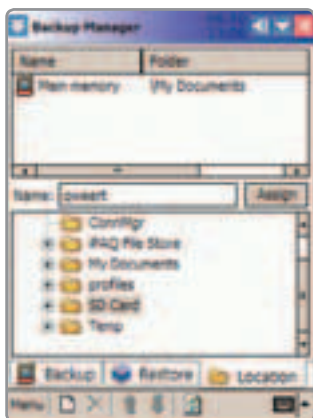 Backup Manager
Name Folder
Main memory \My Documents
Name: qweert Assign
ConnMgr
iPAQ File Store
My Documents
profiles
SD Card
Temp
Backup Restore Location
Menu